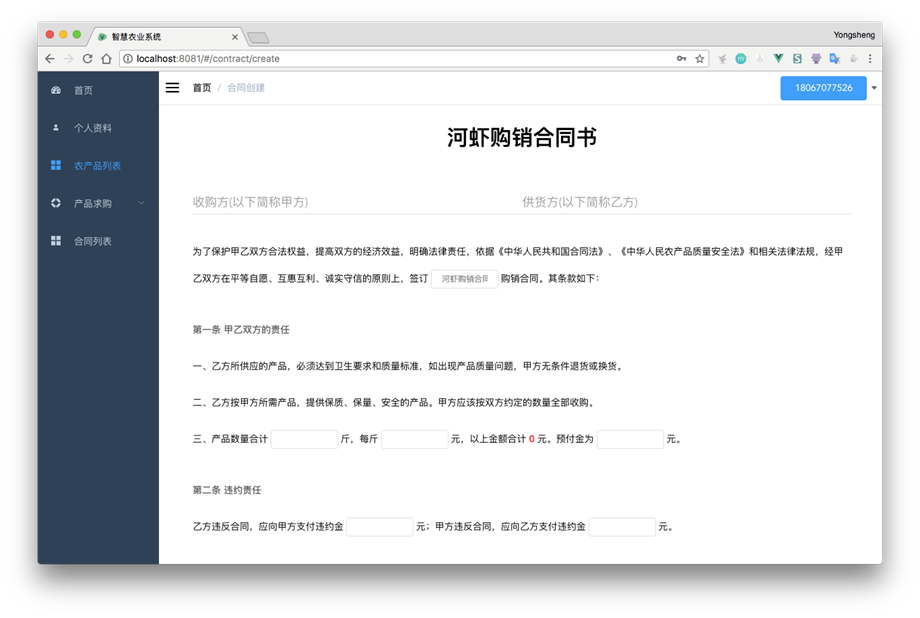 智慧农业系统
Yongsheng
localhost:8081/#/contract/create
首页
个人资料
农产品列表
产品求购
合同列表
首页 / 合同创建
18067077526
河虾购销合同书
收购方(以下简称甲方)
供货方(以下简称乙方)
为了保护甲乙双方合法权益，提高双方的经济效益，明确法律责任，依据《中华人民共和国合同法》、《中华人民农产品质量安全法》和相关法律法规，经甲
乙双方在平等自愿、互惠互利、诚实守信的原则上，签订 河虾购销合同 购销合同。其条款如下：
第一条 甲乙双方的责任
一、乙方所供应的产品，必须达到卫生要求和质量标准，如出现产品质量问题，甲方无条件退货或换货。
二、乙方按甲方所需产品，提供保质、保量、安全的产品。甲方应该按双方约定的数量全部收购。
三、产品数量合计 斤，每斤 元，以上金额合计 0 元。预付金为 元。
第二条 违约责任
乙方违反合同，应向甲方支付违约金 元；甲方违反合同，应向乙方支付违约金 元。